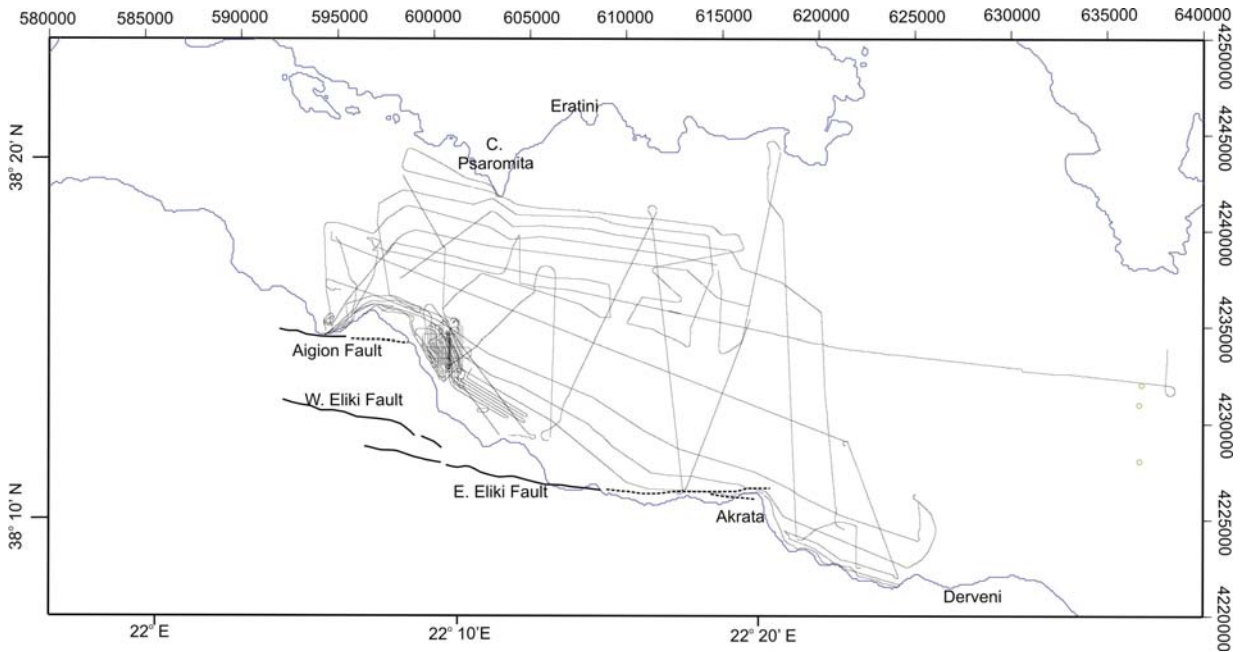 580000 585000 590000 595000 600000 605000 610000 615000 620000 625000 630000 635000 640000
4250000
Eratini
4245000
C.
Psaromita
38° 20' N
4240000
4235000
Aigion Fault
W. Eliki Fault
4230000
E. Eliki Fault
Akrata
38° 10' N
4225000
Derveni
4220000
22° E 22° 10'E 22° 20' E